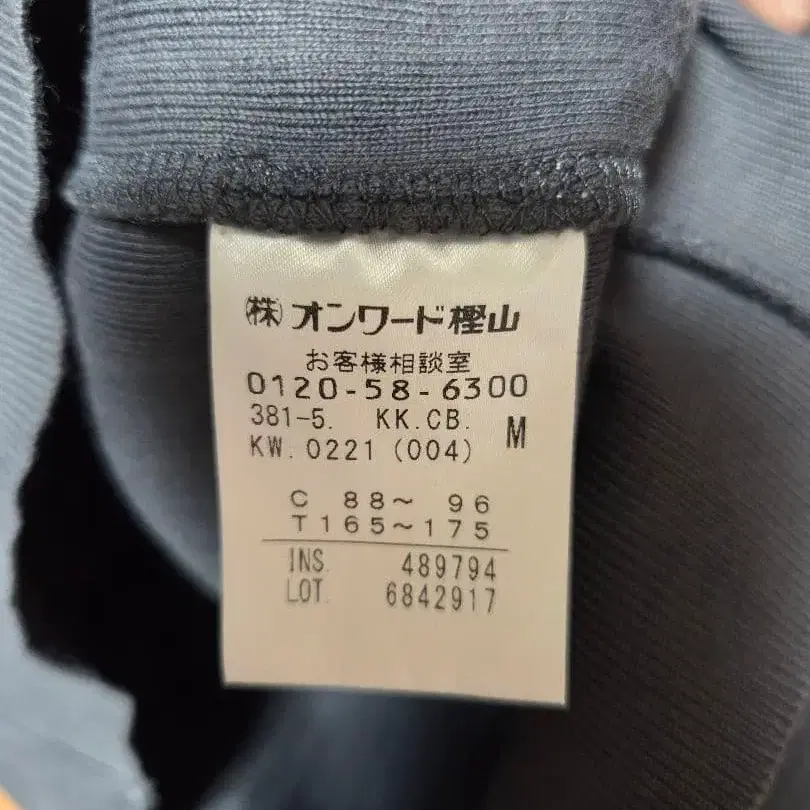 ㈱オンワード樫山
お客様相談室
0120-58-6300
381-5. KK.CB. M
KW.0221(004)
C 88～ 96
T 165～175
INS. 489794
LOT. 6842917